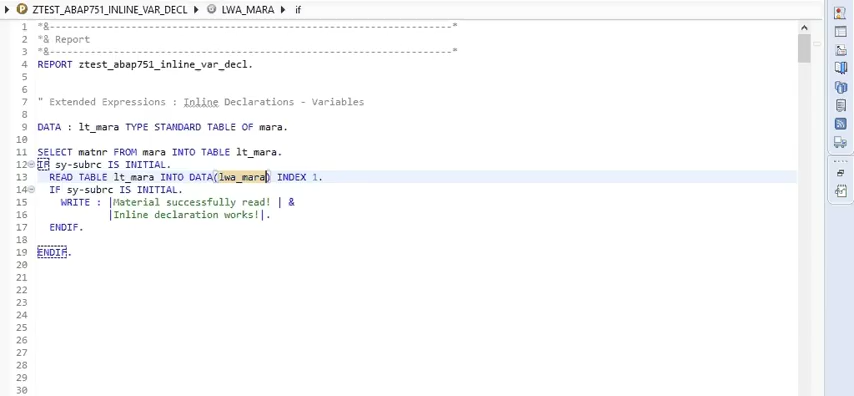 ZTEST_ABAP751_INLINE_VAR_DECL LWA_MARA if
1 *&---------------------------------------------------------------------*
2 *& Report
3 *&---------------------------------------------------------------------*
4 REPORT ztest_abap751_inline_var_decl.
5
6
7 " Extended Expressions : Inline Declarations - Variables
8
9 DATA : lt_mara TYPE STANDARD TABLE OF mara.
10
11 SELECT matnr FROM mara INTO TABLE lt_mara.
12 IF sy-subrc IS INITIAL.
13 READ TABLE lt_mara INTO DATA(lwa_mara) INDEX 1.
14 IF sy-subrc IS INITIAL.
15 WRITE : |Material successfully read! | &
16 |Inline declaration works!|.
17 ENDIF.
18
19 ENDIF.
20
21
22
23
24
25
26
27
28
29
30